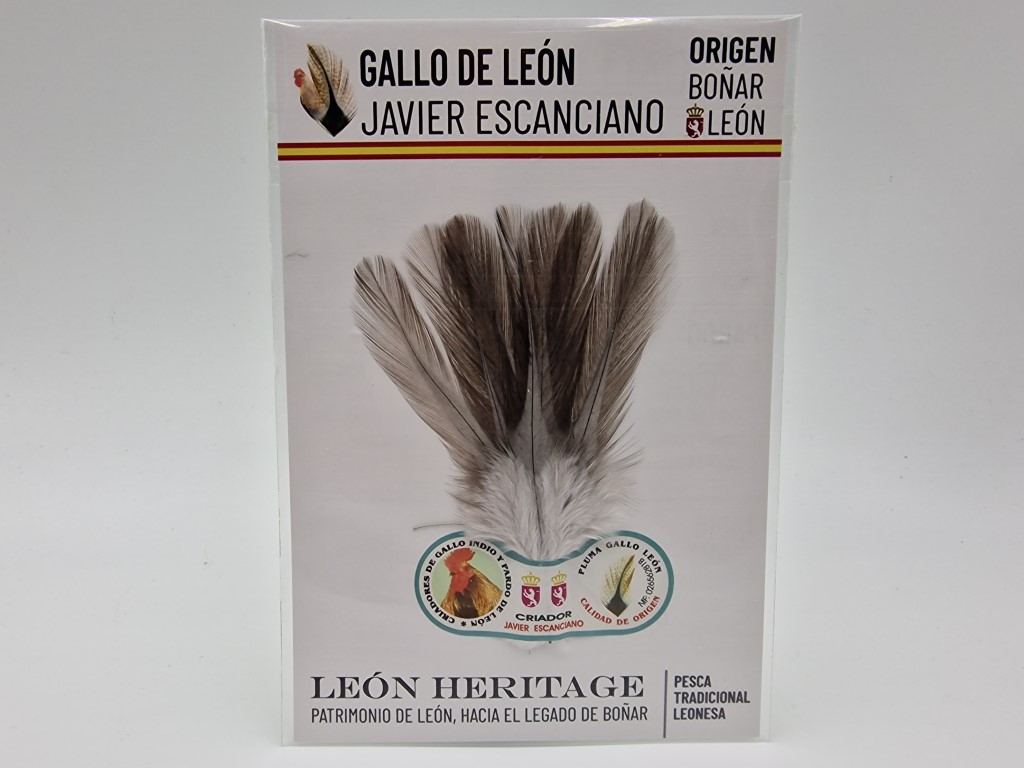 GALLO DE LEÓN
JAVIER ESCANCIANO
ORIGEN
BOÑAR
LEÓN
CRIADORES DE GALLO INDIO Y PARDO DE LEÓN *
CRIADOR
JAVIER ESCANCIANO
PLUMA GALLO LEÓN
CALIDAD DE ORIGEN
LEÓN HERITAGE
PATRIMONIO DE LEÓN, HACIA EL LEGADO DE BOÑAR
PESCA
TRADICIONAL
LEONESA